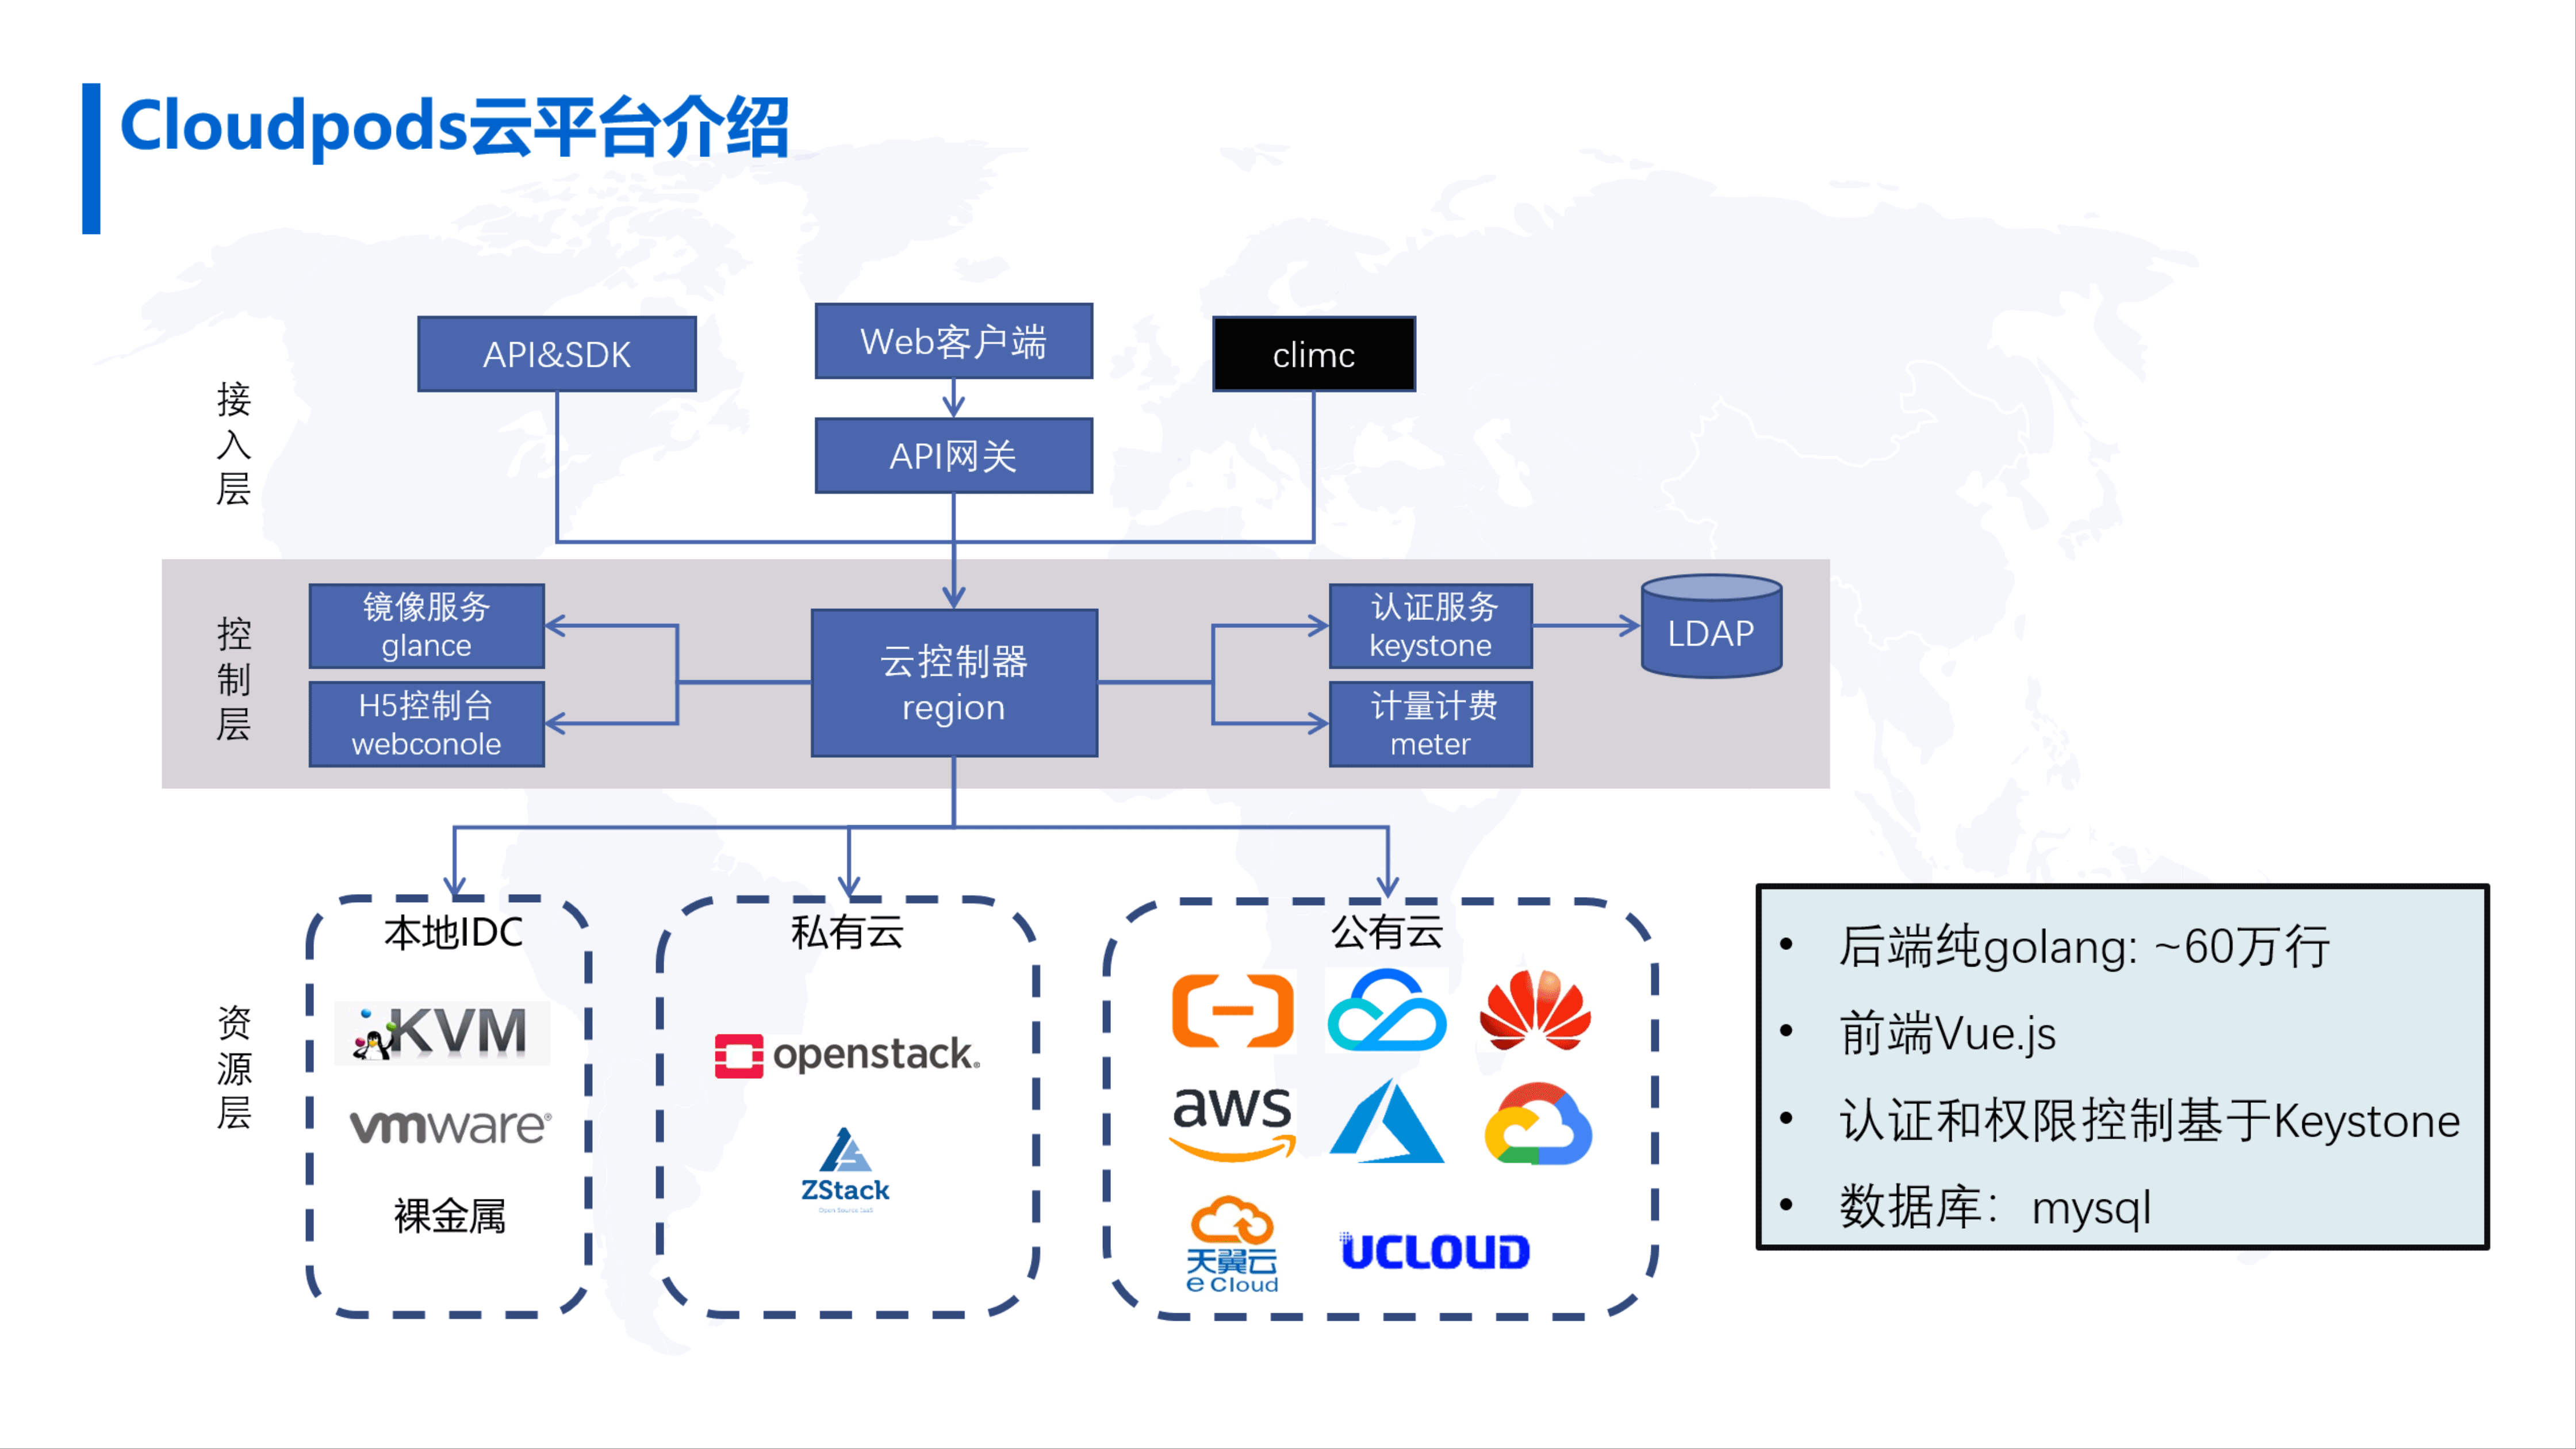 Cloudpods云平台介绍
API&SDK
Web客户端
climc
API网关
接
入
层
镜像服务
glance
H5控制台
webconole
云控制器
region
认证服务
keystone
计量计费
meter
LDAP
控
制
层
本地IDC
KVM
vmware®
裸金属
私有云
openstack.
ZStack
Open Source IaaS
公有云
aws
天翼云
e Cloud
UCLOUD
资
源
层
• 后端纯golang: ~60万行
• 前端Vue.js
• 认证和权限控制基于Keystone
• 数据库：mysql